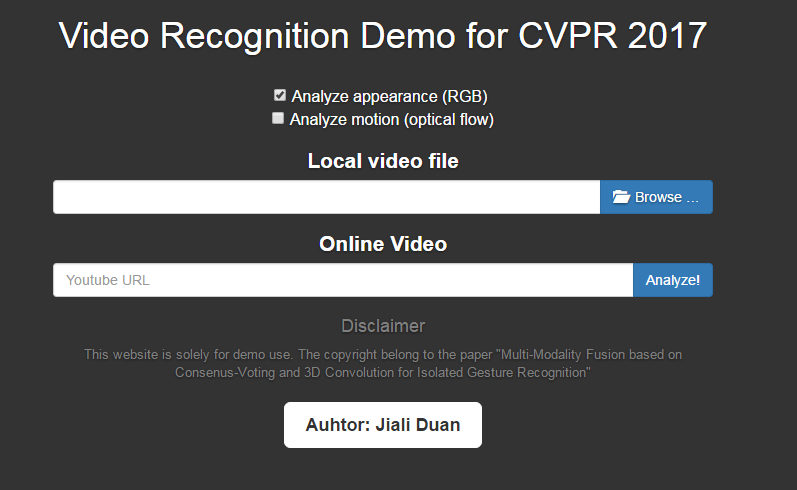 Video Recognition Demo for CVPR 2017
Analyze appearance (RGB)
Analyze motion (optical flow)
Local video file
Browse ...
Online Video
Youtube URL
Analyze!
Disclaimer
This website is solely for demo use. The copyright belong to the paper "Multi-Modality Fusion based on
Consenus-Voting and 3D Convolution for Isolated Gesture Recognition"
Auhtor: Jiali Duan